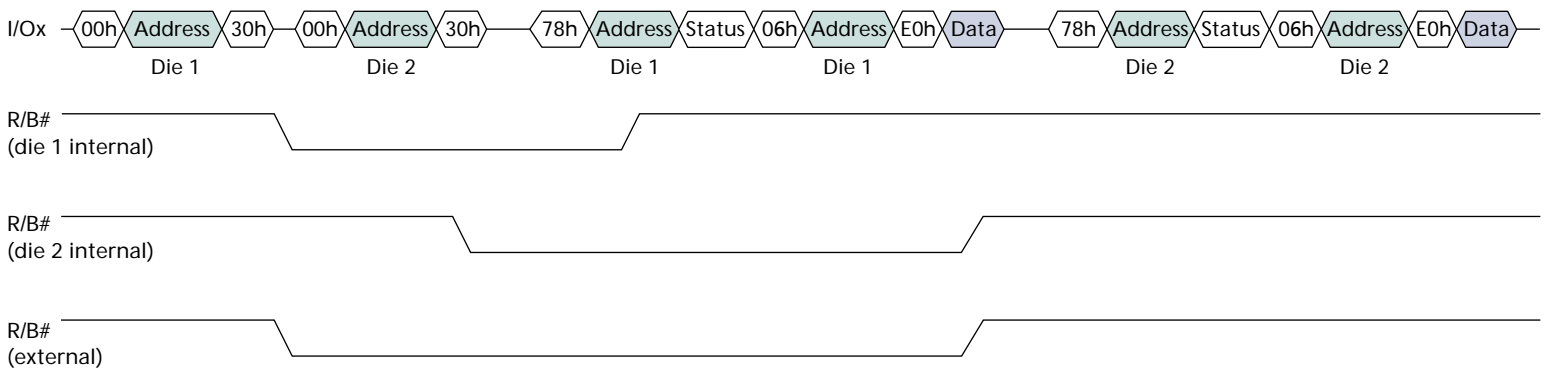 I/Ox 00h Address 30h 00h Address 30h 78h Address Status 06h Address E0h Data 78h Address Status 06h Address E0h Data
Die 1 Die 2 Die 1 Die 1 Die 2 Die 2
R/B#
(die 1 internal)
R/B#
(die 2 internal)
R/B#
(external)